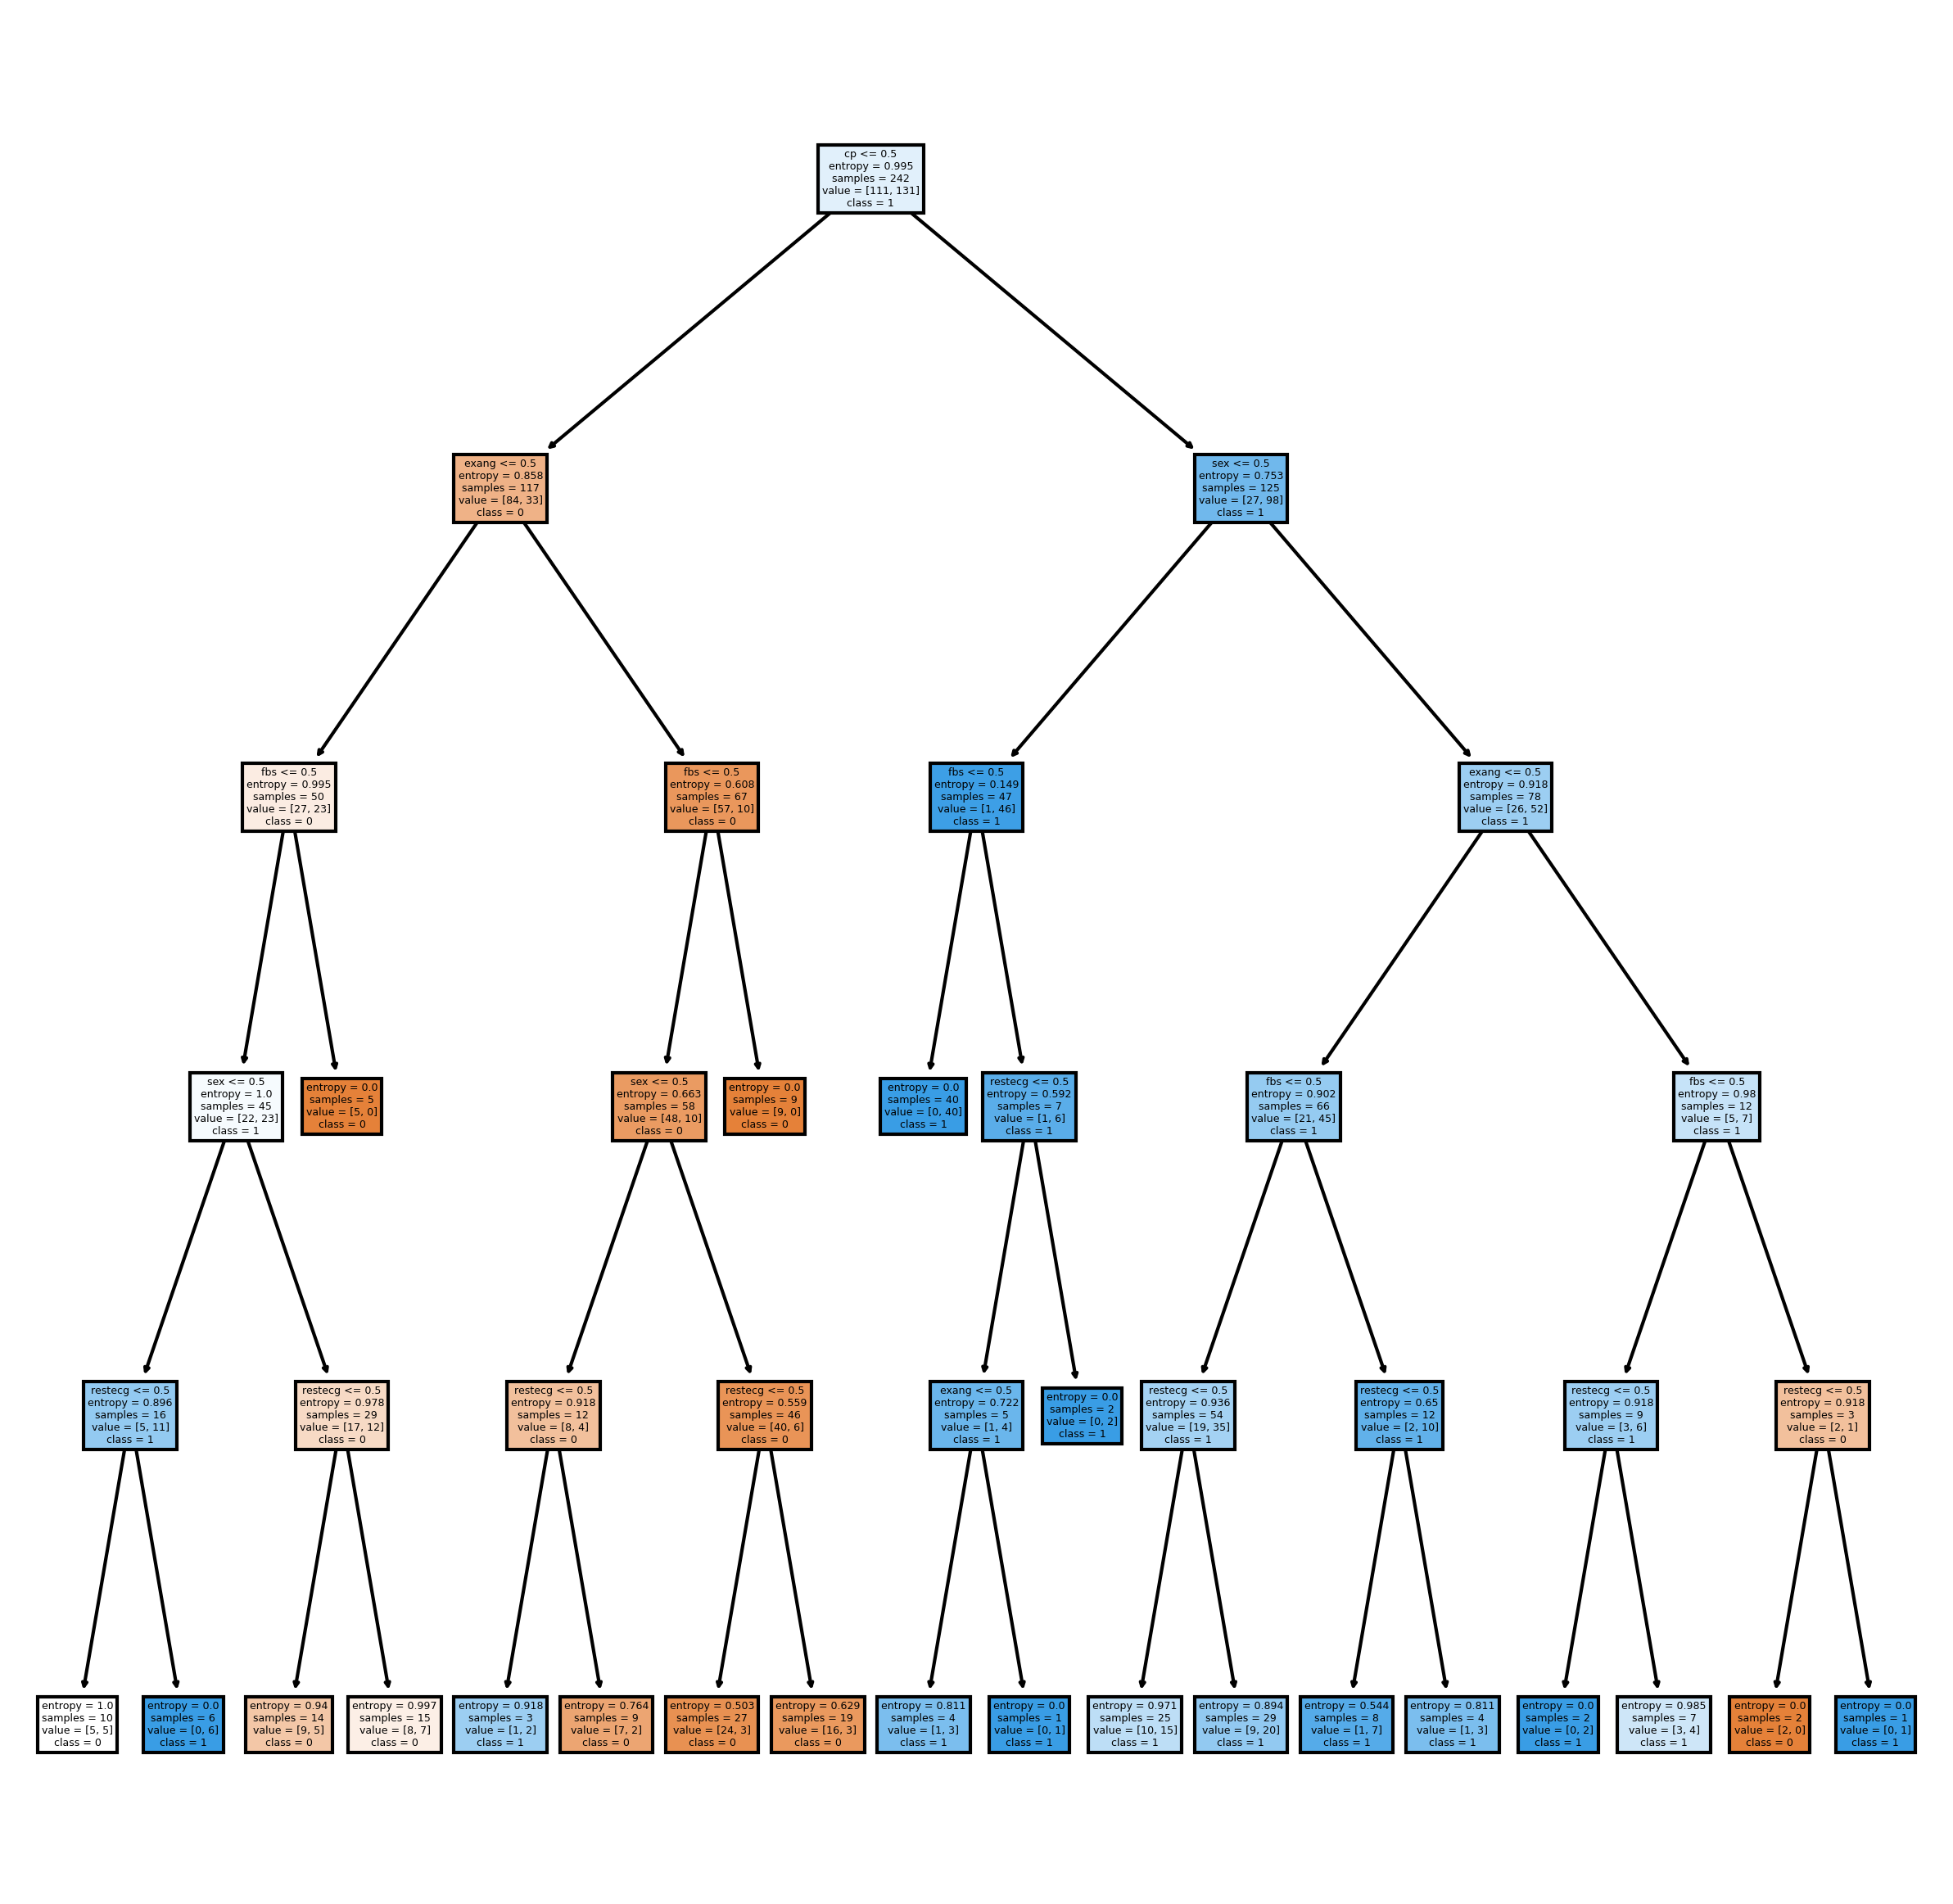 cp <= 0.5
entropy = 0.995
samples = 242
value = [111, 131]
class = 1
exang <= 0.5
entropy = 0.858
samples = 117
value = [84, 33]
class = 0
sex <= 0.5
entropy = 0.753
samples = 125
value = [27, 98]
class = 1
fbs <= 0.5
entropy = 0.995
samples = 50
value = [27, 23]
class = 0
fbs <= 0.5
entropy = 0.608
samples = 67
value = [57, 10]
class = 0
fbs <= 0.5
entropy = 0.149
samples = 47
value = [1, 46]
class = 1
exang <= 0.5
entropy = 0.918
samples = 78
value = [26, 52]
class = 1
sex <= 0.5
entropy = 1.0
samples = 45
value = [22, 23]
class = 1
entropy = 0.0
samples = 5
value = [5, 0]
class = 0
sex <= 0.5
entropy = 0.663
samples = 58
value = [48, 10]
class = 0
entropy = 0.0
samples = 9
value = [9, 0]
class = 0
entropy = 0.0
samples = 40
value = [0, 40]
class = 1
restecg <= 0.5
entropy = 0.592
samples = 7
value = [1, 6]
class = 1
fbs <= 0.5
entropy = 0.902
samples = 66
value = [21, 45]
class = 1
fbs <= 0.5
entropy = 0.98
samples = 12
value = [5, 7]
class = 1
restecg <= 0.5
entropy = 0.896
samples = 16
value = [5, 11]
class = 1
restecg <= 0.5
entropy = 0.978
samples = 29
value = [17, 12]
class = 0
restecg <= 0.5
entropy = 0.918
samples = 12
value = [8, 4]
class = 0
restecg <= 0.5
entropy = 0.559
samples = 46
value = [40, 6]
class = 0
exang <= 0.5
entropy = 0.722
samples = 5
value = [1, 4]
class = 1
entropy = 0.0
samples = 2
value = [0, 2]
class = 1
restecg <= 0.5
entropy = 0.936
samples = 54
value = [19, 35]
class = 1
restecg <= 0.5
entropy = 0.65
samples = 12
value = [2, 10]
class = 1
restecg <= 0.5
entropy = 0.918
samples = 9
value = [3, 6]
class = 1
restecg <= 0.5
entropy = 0.918
samples = 3
value = [2, 1]
class = 0
entropy = 1.0
samples = 10
value = [5, 5]
class = 0
entropy = 0.0
samples = 6
value = [0, 6]
class = 1
entropy = 0.94
samples = 14
value = [9, 5]
class = 0
entropy = 0.997
samples = 15
value = [8, 7]
class = 0
entropy = 0.918
samples = 3
value = [1, 2]
class = 1
entropy = 0.764
samples = 9
value = [7, 2]
class = 0
entropy = 0.503
samples = 27
value = [24, 3]
class = 0
entropy = 0.629
samples = 19
value = [16, 3]
class = 0
entropy = 0.811
samples = 4
value = [1, 3]
class = 1
entropy = 0.0
samples = 1
value = [0, 1]
class = 1
entropy = 0.971
samples = 25
value = [10, 15]
class = 1
entropy = 0.894
samples = 29
value = [9, 20]
class = 1
entropy = 0.544
samples = 8
value = [1, 7]
class = 1
entropy = 0.811
samples = 4
value = [1, 3]
class = 1
entropy = 0.0
samples = 2
value = [0, 2]
class = 1
entropy = 0.985
samples = 7
value = [3, 4]
class = 1
entropy = 0.0
samples = 2
value = [2, 0]
class = 0
entropy = 0.0
samples = 1
value = [0, 1]
class = 1